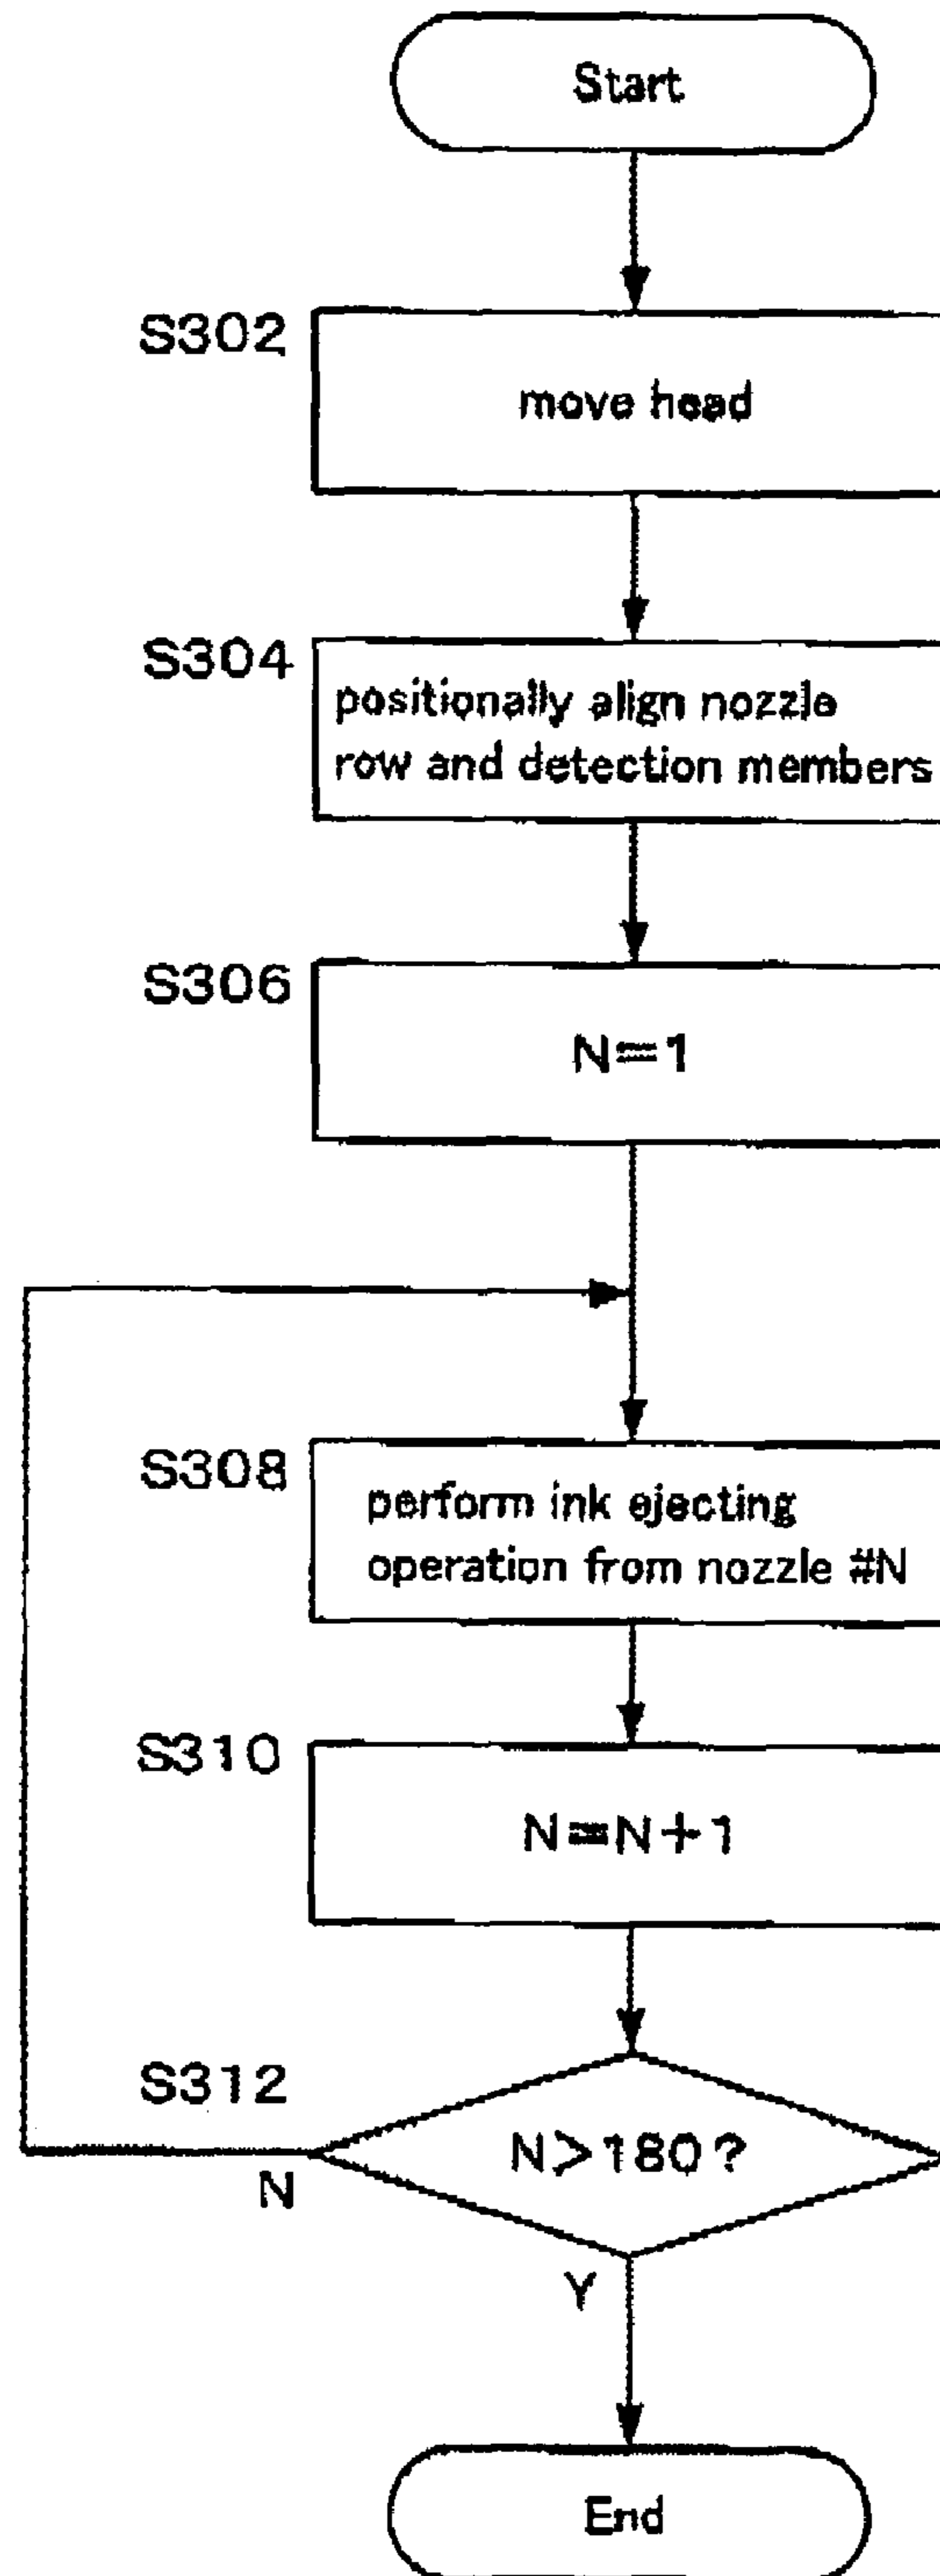 Start
S302
move head
S304
positionally align nozzle
row and detection members
S306
N=1
S308
perform ink ejecting
operation from nozzle #N
S310
N=N+1
S312
N>180?
N
Y
End